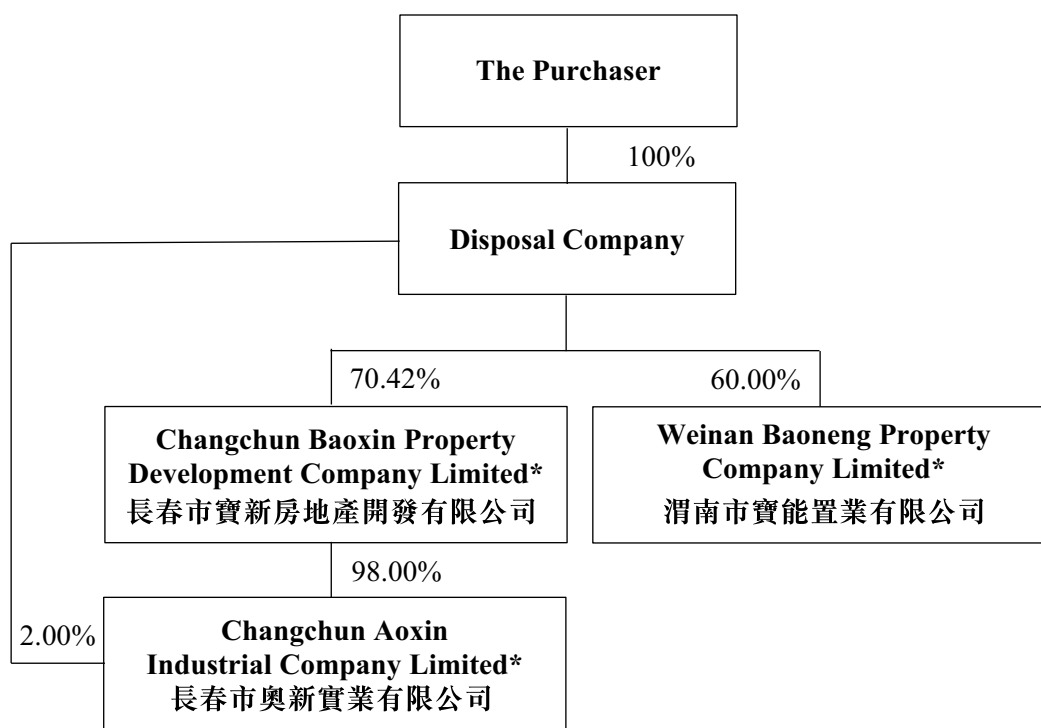 The Purchaser
100%
Disposal Company
70.42%
60.00%
Changchun Baoxin Property
Development Company Limited*
長春市寶新房地產開發有限公司
Weinan Baoneng Property
Company Limited*
渭南市寶能置業有限公司
98.00%
2.00%
Changchun Aoxin
Industrial Company Limited*
長春市奧新實業有限公司